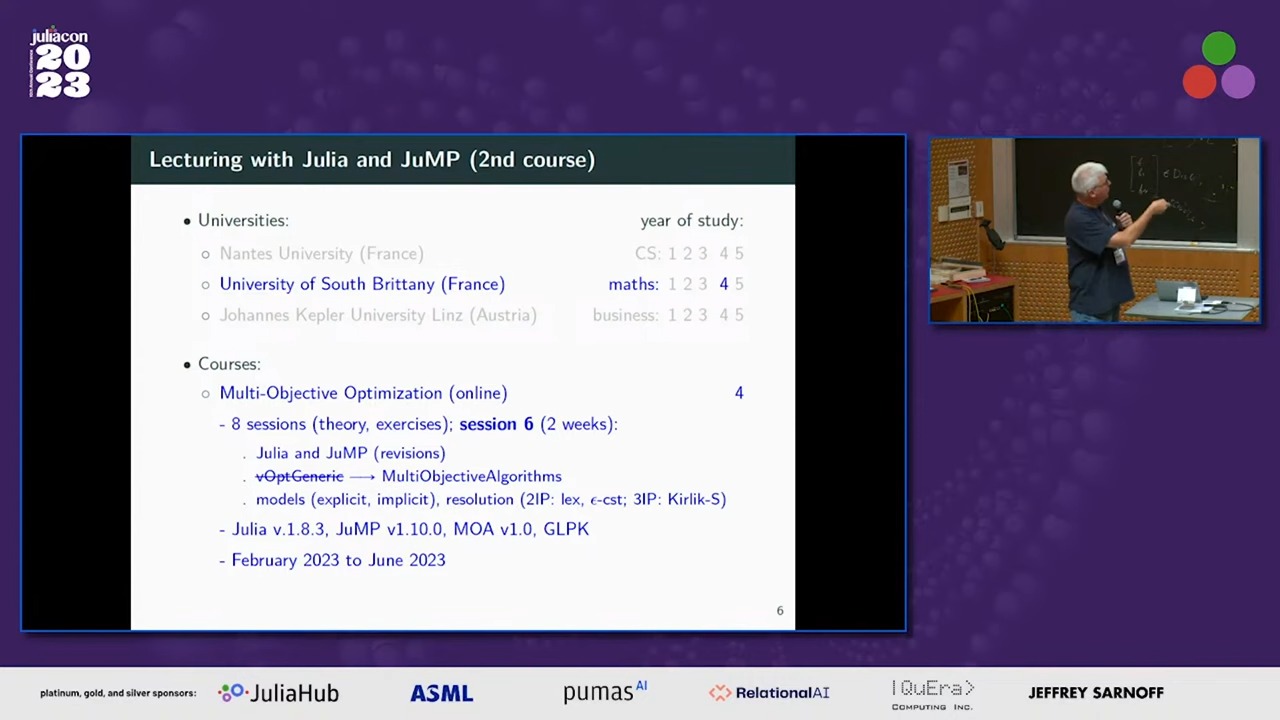 juliacon
20
23
Lecturing with Julia and JuMP (2nd course)
• Universities: year of study:
◦ Nantes University (France) CS: 1 2 3 4 5
◦ University of South Brittany (France) maths: 1 2 3 4 5
◦ Johannes Kepler University Linz (Austria) business: 1 2 3 4 5
• Courses:
◦ Multi-Objective Optimization (online) 4
- 8 sessions (theory, exercises); session 6 (2 weeks):
. Julia and JuMP (revisions)
. vOptGeneric → MultiObjectiveAlgorithms
. models (explicit, implicit), resolution (2IP: lex, ϵ-cst; 3IP: Kirlik-S)
- Julia v.1.8.3, JuMP v1.10.0, MOA v1.0, GLPK
- February 2023 to June 2023
6
platinum, gold, and silver sponsors: JuliaHub ASML pumas AI RelationalAI |QuEra> COMPUTING INC. JEFFREY SARNOFF